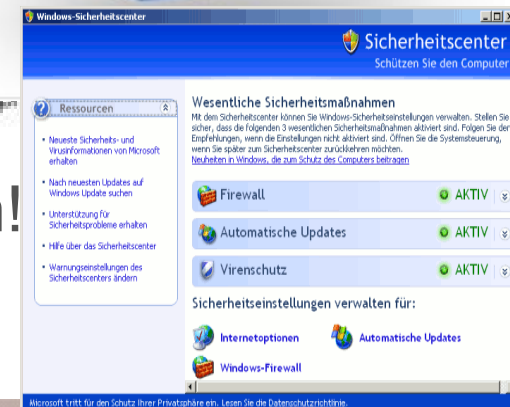 Windows-Sicherheitscenter
Sicherheitscenter
Schützen Sie den Computer
Ressourcen
Neueste Sicherheits- und
Virusinformationen von Microsoft
erhalten
Nach neuesten Updates auf
Windows Update suchen
Unterstützung für
Sicherheitsprobleme erhalten
Hilfe über das Sicherheitscenter
Warnungseinstellungen des
Sicherheitscenters ändern
Wesentliche Sicherheitsmaßnahmen
Mit dem Sicherheitscenter können Sie Windows-Sicherheitseinstellungen verwalten. Stellen Sie
sicher, dass die folgenden 3 wesentlichen Sicherheitsmaßnahmen aktiviert sind. Folgen Sie den
Empfehlungen, wenn die Einstellungen nicht aktiviert sind. Öffnen Sie die Systemsteuerung,
wenn Sie später zum Sicherheitscenter zurückkehren möchten.
Neuheiten in Windows, die zum Schutz des Computers beitragen
Firewall AKTIV
Automatische Updates AKTIV
Virenschutz AKTIV
Sicherheitseinstellungen verwalten für:
Internetoptionen Automatische Updates
Windows-Firewall
Microsoft tritt für den Schutz Ihrer Privatsphäre ein. Lesen Sie die Datenschutzrichtlinie.